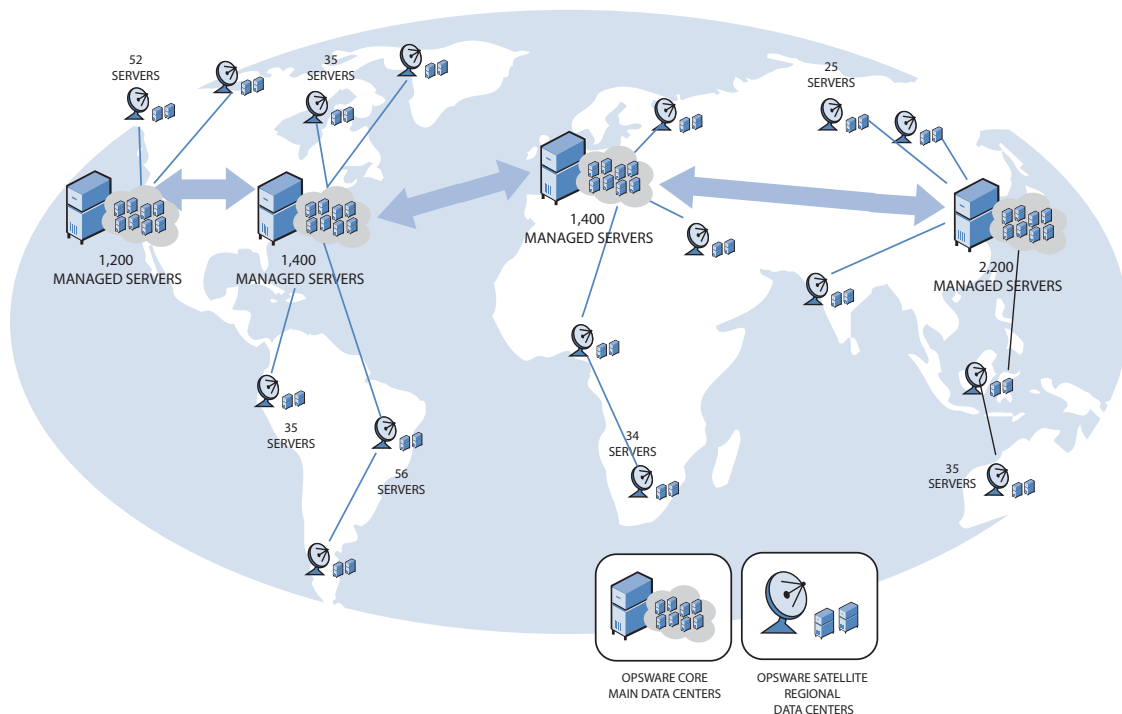 52
SERVERS
35
SERVERS
25
SERVERS
1,200
MANAGED SERVERS
1,400
MANAGED SERVERS
1,400
MANAGED SERVERS
2,200
MANAGED SERVERS
35
SERVERS
56
SERVERS
34
SERVERS
35
SERVERS
OPSWARE CORE
MAIN DATA CENTERS
OPSWARE SATELLITE
REGIONAL
DATA CENTERS